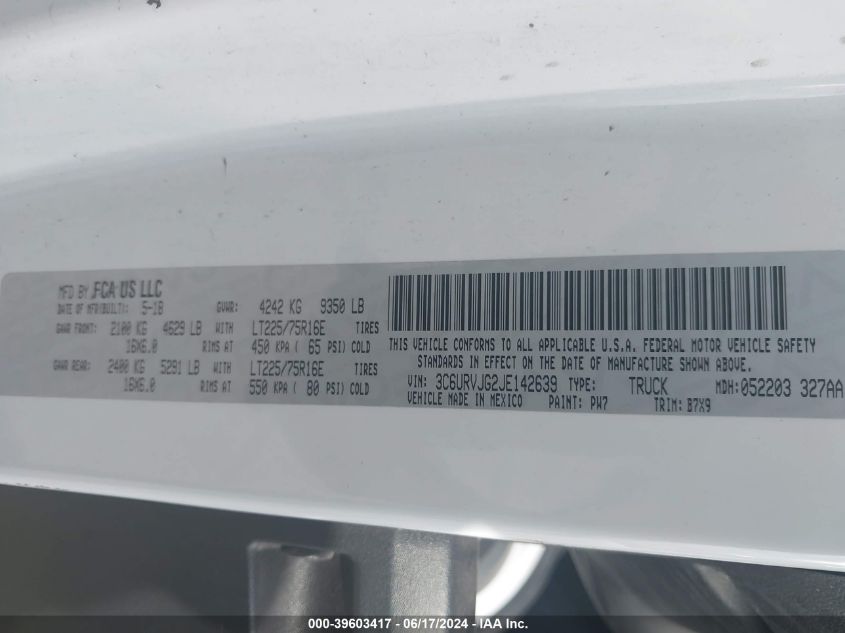 MFD BY FCA US LLC
DATE OF MFR(BUILT): 5-18 GVWR: 4242 KG 9350 LB
GAWR FRONT: 2100 KG 4629 LB WITH LT225/75R16E TIRES
16X6.0 RIMS AT 450 KPA ( 65 PSI) COLD
GAWR REAR: 2400 KG 5291 LB WITH LT225/75R16E TIRES
16X6.0 RIMS AT 550 KPA ( 80 PSI) COLD
THIS VEHICLE CONFORMS TO ALL APPLICABLE U.S.A. FEDERAL MOTOR VEHICLE SAFETY
STANDARDS IN EFFECT ON THE DATE OF MANUFACTURE SHOWN ABOVE.
VIN: 3C6URVJG2JE142639 TYPE: TRUCK MDH:052203 327AA
VEHICLE MADE IN MEXICO PAINT: PW7 TRIM: B7X9
000-39603417 - 06/17/2024 - IAA Inc.